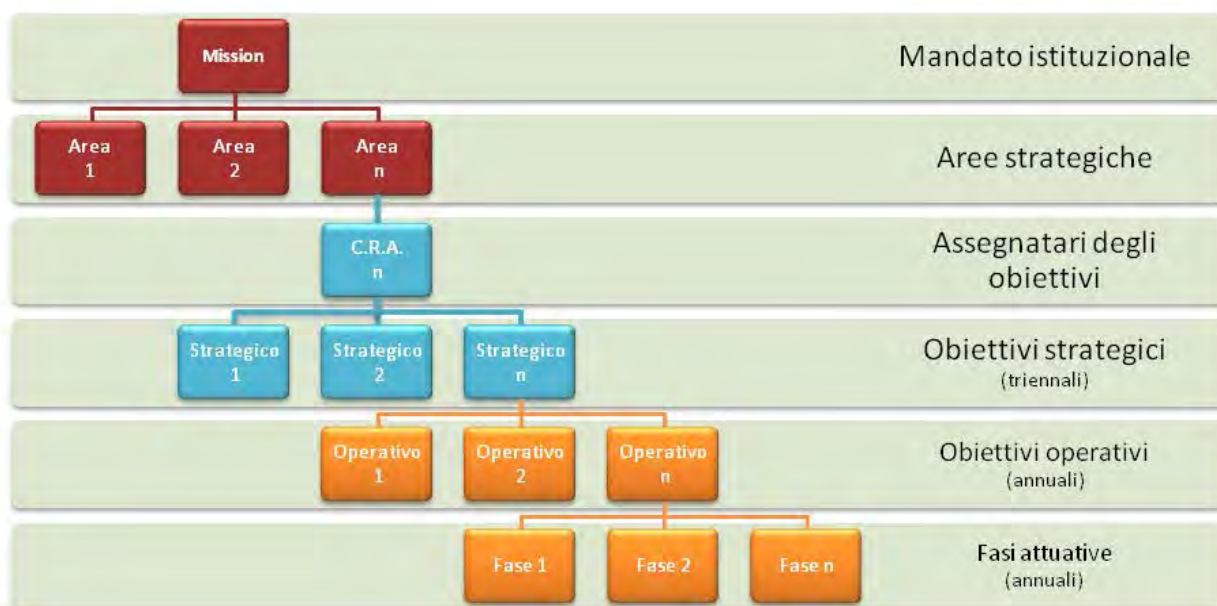 Mission
Mandato istituzionale
Area
1
Area
2
Area
n
Aree strategiche
C.R.A.
n
Assegnatari degli
obiettivi
Strategico
1
Strategico
2
Strategico
n
Obiettivi strategici
(triennali)
Operativo
1
Operativo
2
Operativo
n
Obiettivi operativi
(annuali)
Fase 1
Fase 2
Fase n
Fasi attuative
(annuali)